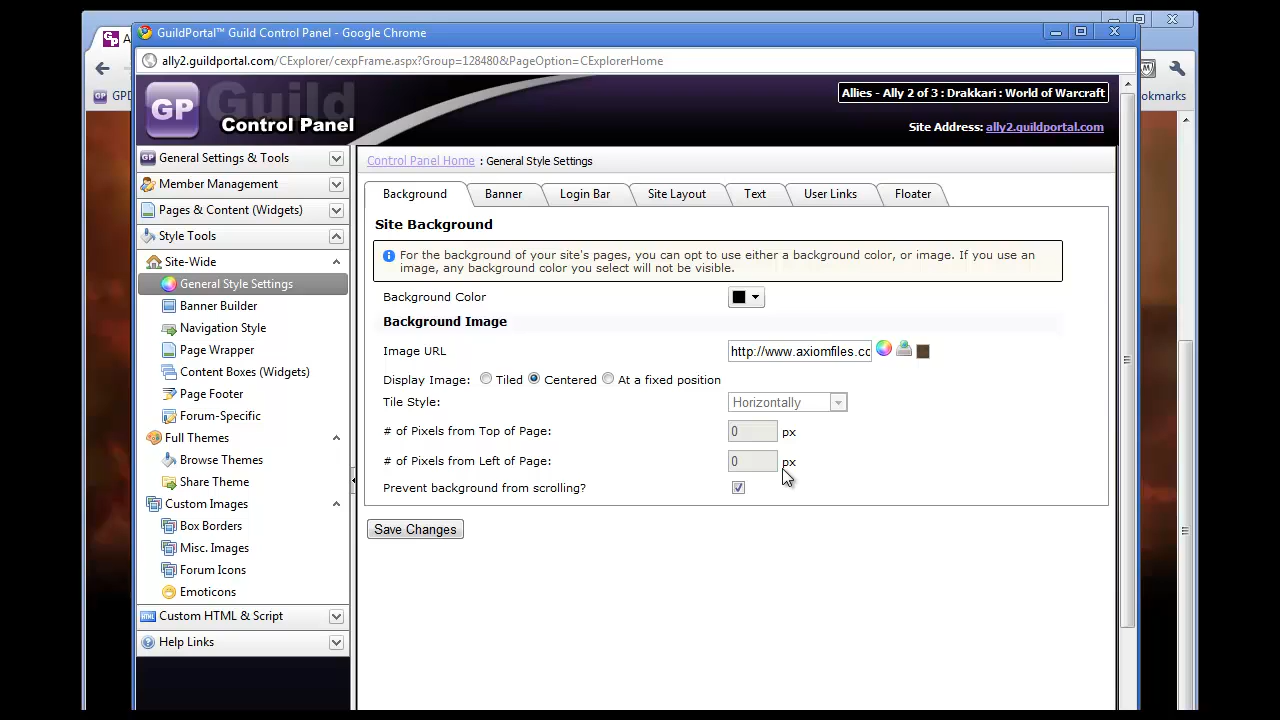 GuildPortal™ Guild Control Panel - Google Chrome
ally2.guildportal.com/CExplorer/cexpFrame.aspx?Group=128480&PageOption=CExplorerHome
GPD
okmarks
GP
Guild
Control Panel
Allies - Ally 2 of 3 : Drakkari : World of Warcraft
Site Address: ally2.guildportal.com
General Settings & Tools
Member Management
Pages & Content (Widgets)
Style Tools
Site-Wide
General Style Settings
Banner Builder
Navigation Style
Page Wrapper
Content Boxes (Widgets)
Page Footer
Forum-Specific
Full Themes
Browse Themes
Share Theme
Custom Images
Box Borders
Misc. Images
Forum Icons
Emoticons
Custom HTML & Script
Help Links
Control Panel Home : General Style Settings
Background Banner Login Bar Site Layout Text User Links Floater
Site Background
For the background of your site's pages, you can opt to use either a background color, or image. If you use an
image, any background color you select will not be visible.
Background Color
Background Image
Image URL http://www.axiomfiles.cc
Display Image: Tiled Centered At a fixed position
Tile Style: Horizontally
# of Pixels from Top of Page: 0 px
# of Pixels from Left of Page: 0 px
Prevent background from scrolling?
Save Changes